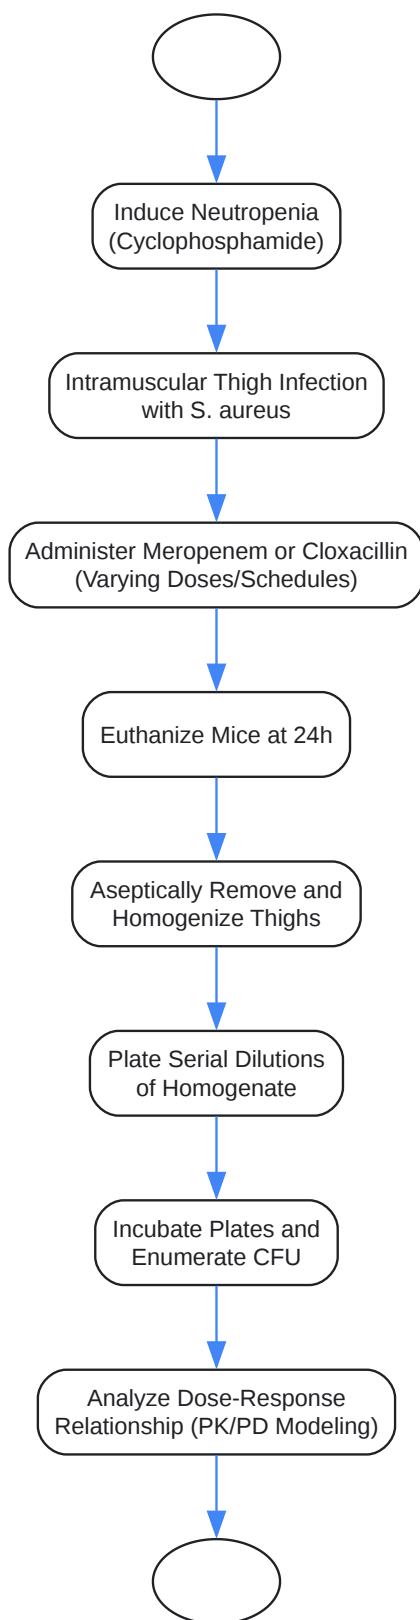 Induce Neutropenia
(Cyclophosphamide)
Intramuscular Thigh Infection
with S. aureus
Administer Meropenem or Cloxacillin
(Varying Doses/Schedules)
Euthanize Mice at 24h
Aseptically Remove and
Homogenize Thighs
Plate Serial Dilutions
of Homogenate
Incubate Plates and
Enumerate CFU
Analyze Dose-Response
Relationship (PK/PD Modeling)